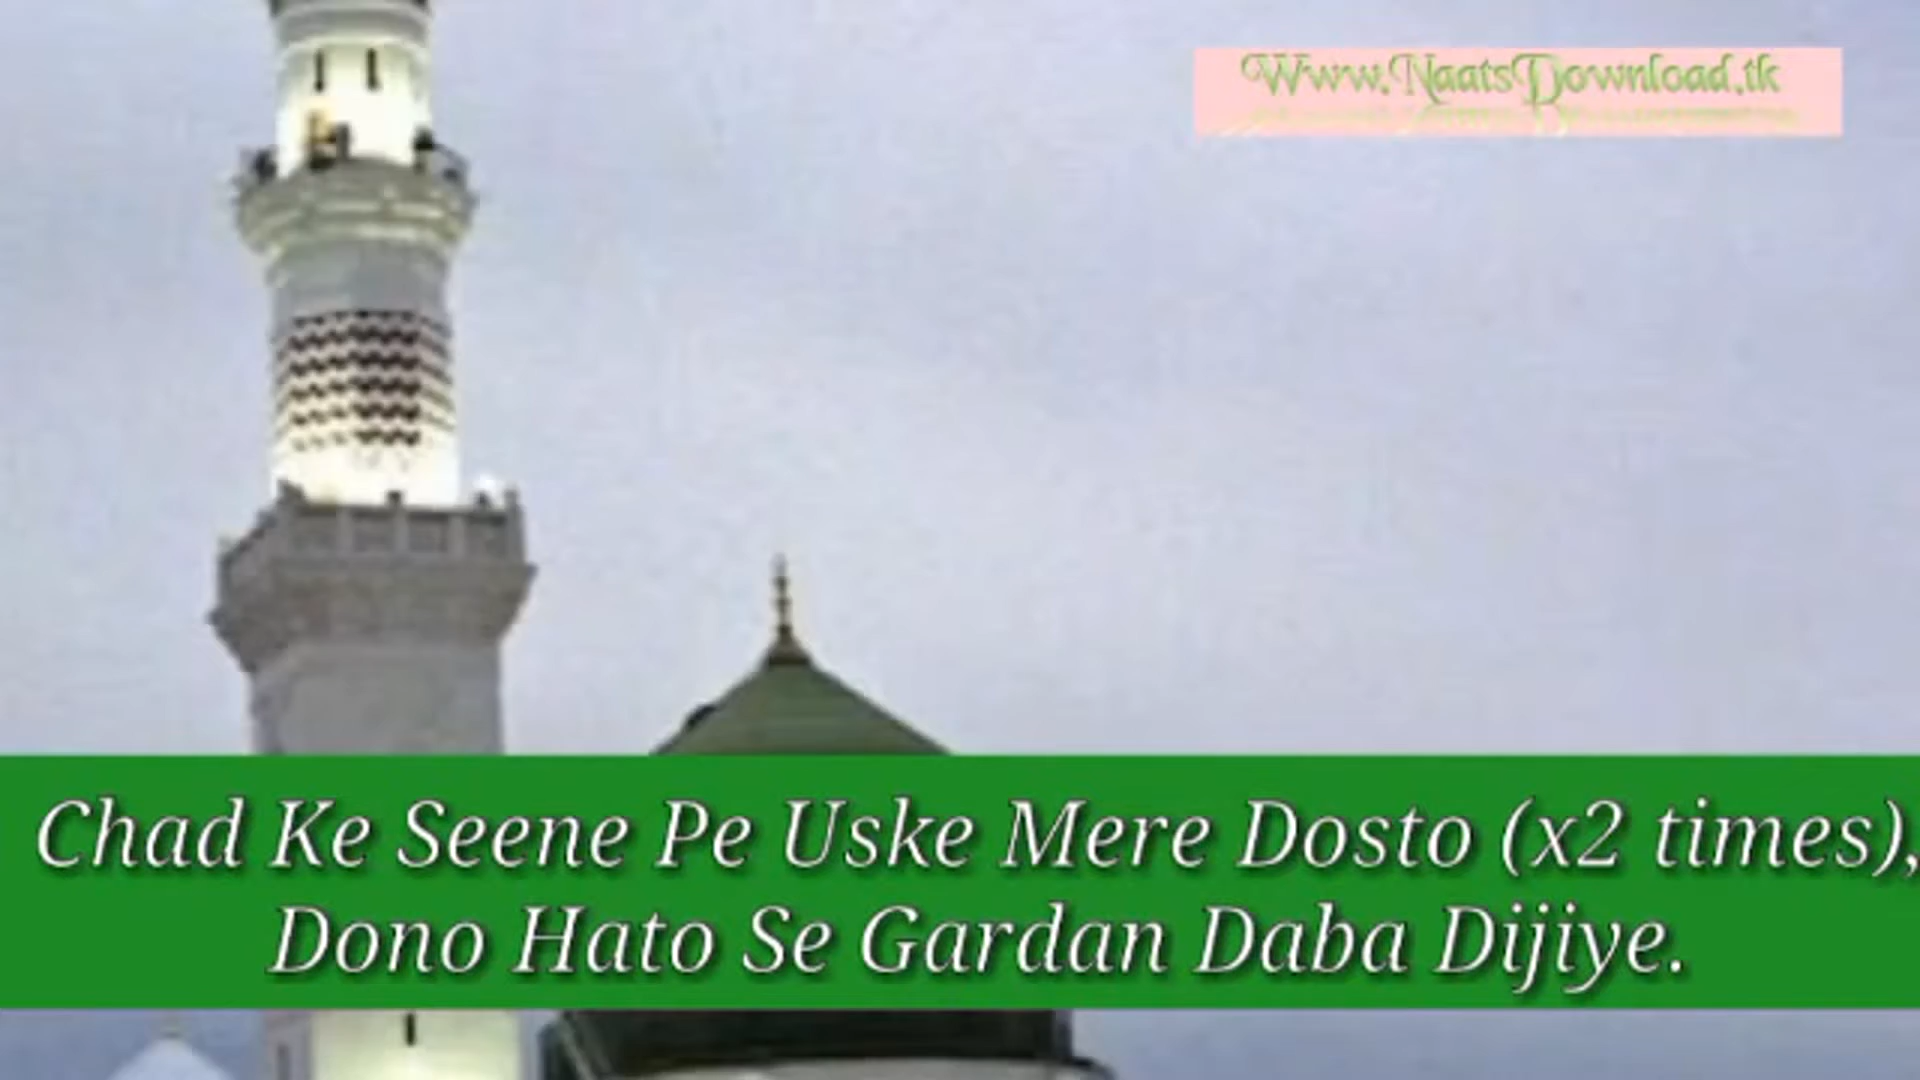 Www.NaatsDownload.tk
Chad Ke Seene Pe Uske Mere Dosto (x2 times),
Dono Hato Se Gardan Daba Dijiye.